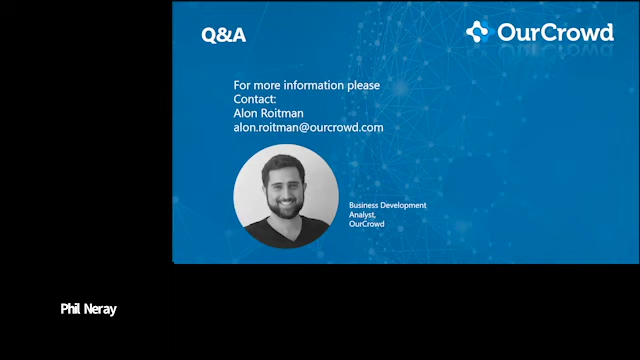 Q&A
OurCrowd
For more information please
Contact:
Alon Roitman
alon.roitman@ourcrowd.com
Business Development
Analyst,
OurCrowd
Phil Neray